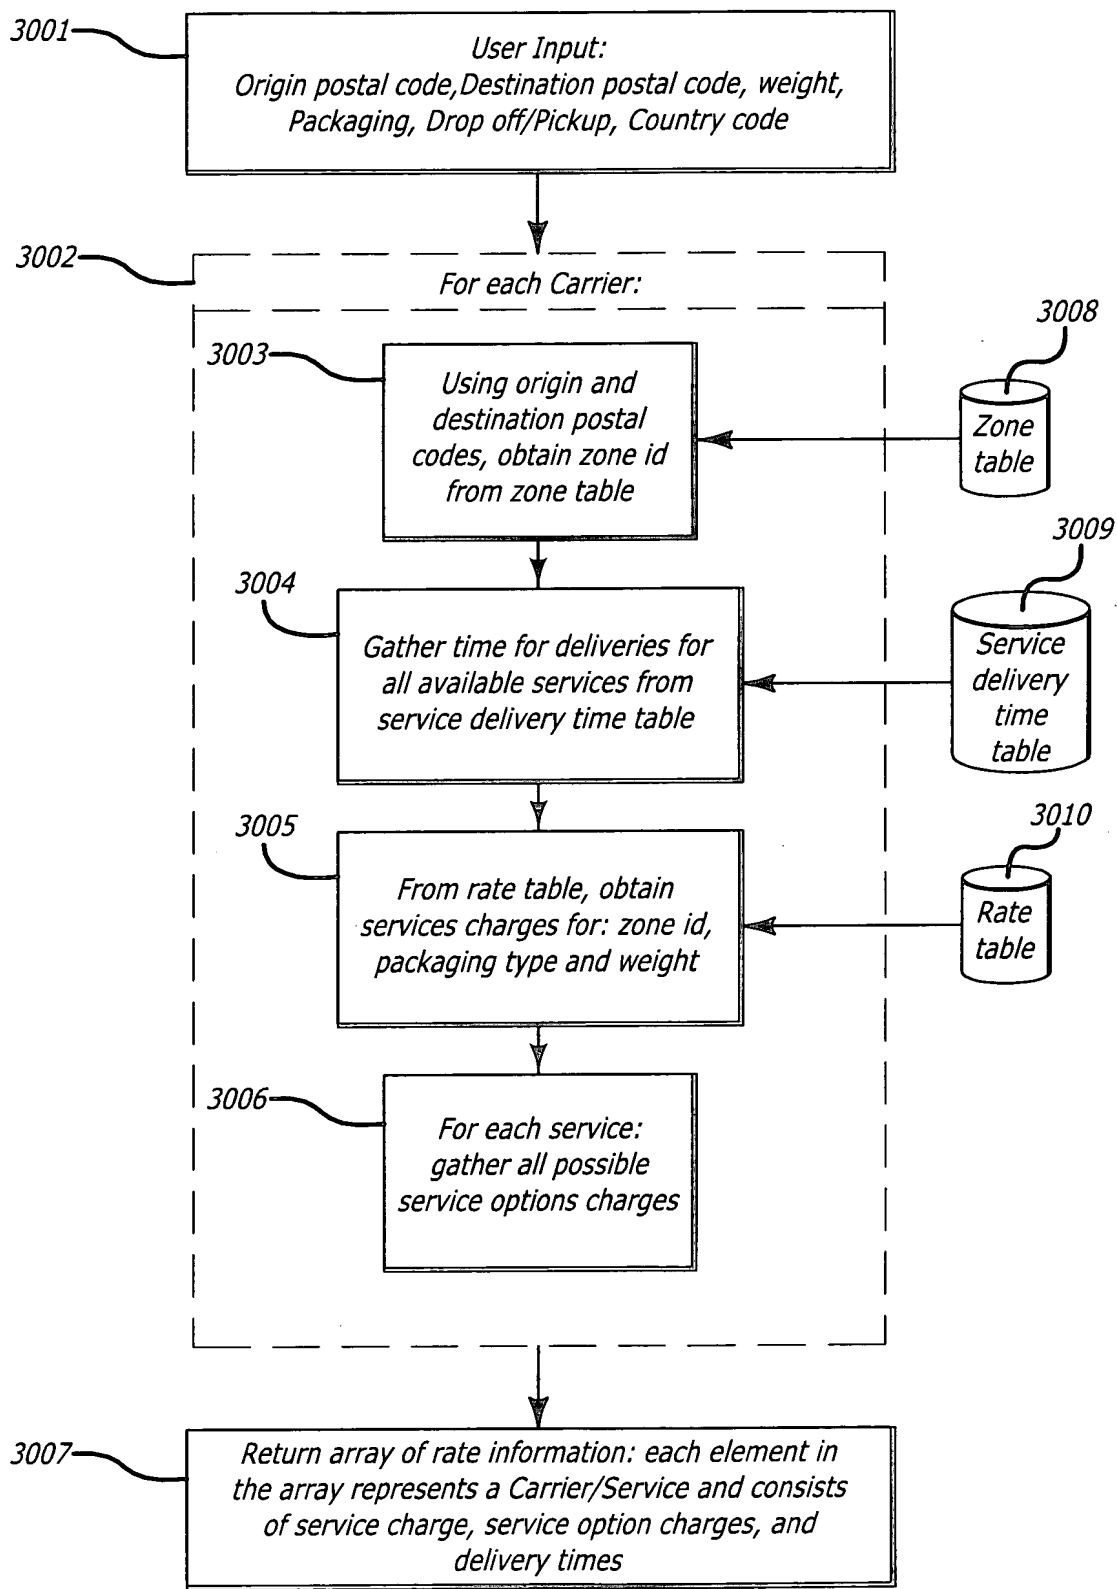 3001
User Input:
Origin postal code,Destination postal code, weight,
Packaging, Drop off/Pickup, Country code
3002
For each Carrier:
3003
Using origin and
destination postal
codes, obtain zone id
from zone table
3008
Zone
table
3004
Gather time for deliveries for
all available services from
service delivery time table
3009
Service
delivery
time
table
3005
From rate table, obtain
services charges for: zone id,
packaging type and weight
3010
Rate
table
3006
For each service:
gather all possible
service options charges
3007
Return array of rate information: each element in
the array represents a Carrier/Service and consists
of service charge, service option charges, and
delivery times